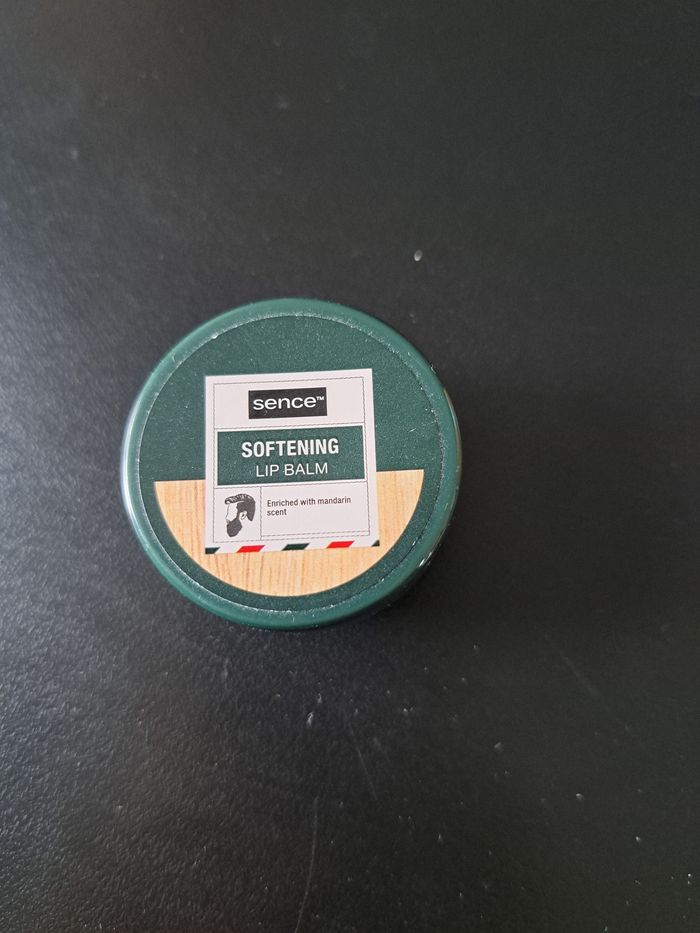 sence™
SOFTENING
LIP BALM
Enriched with mandarin
scent